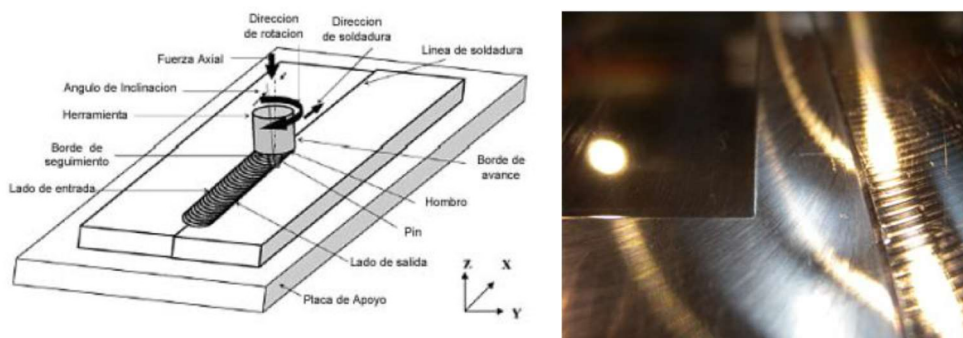 Direccion
de rotacion
Direccion
de soldadura
Fuerza Axial
Linea de soldadura
Angulo de Inclinacion
Herramienta
Borde de
seguimiento
Borde de
avance
Lado de entrada
Hombro
Pin
Lado de salida
Placa de Apoyo
Z
X
Y